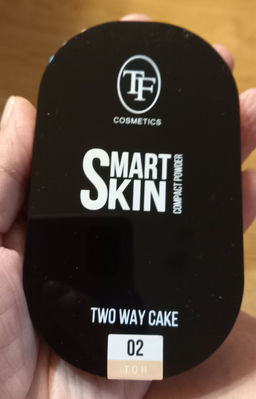 TF
COSMETICS
SMART
SKIN
COMPACT POWDER
TWO WAY CAKE
02
ТОН